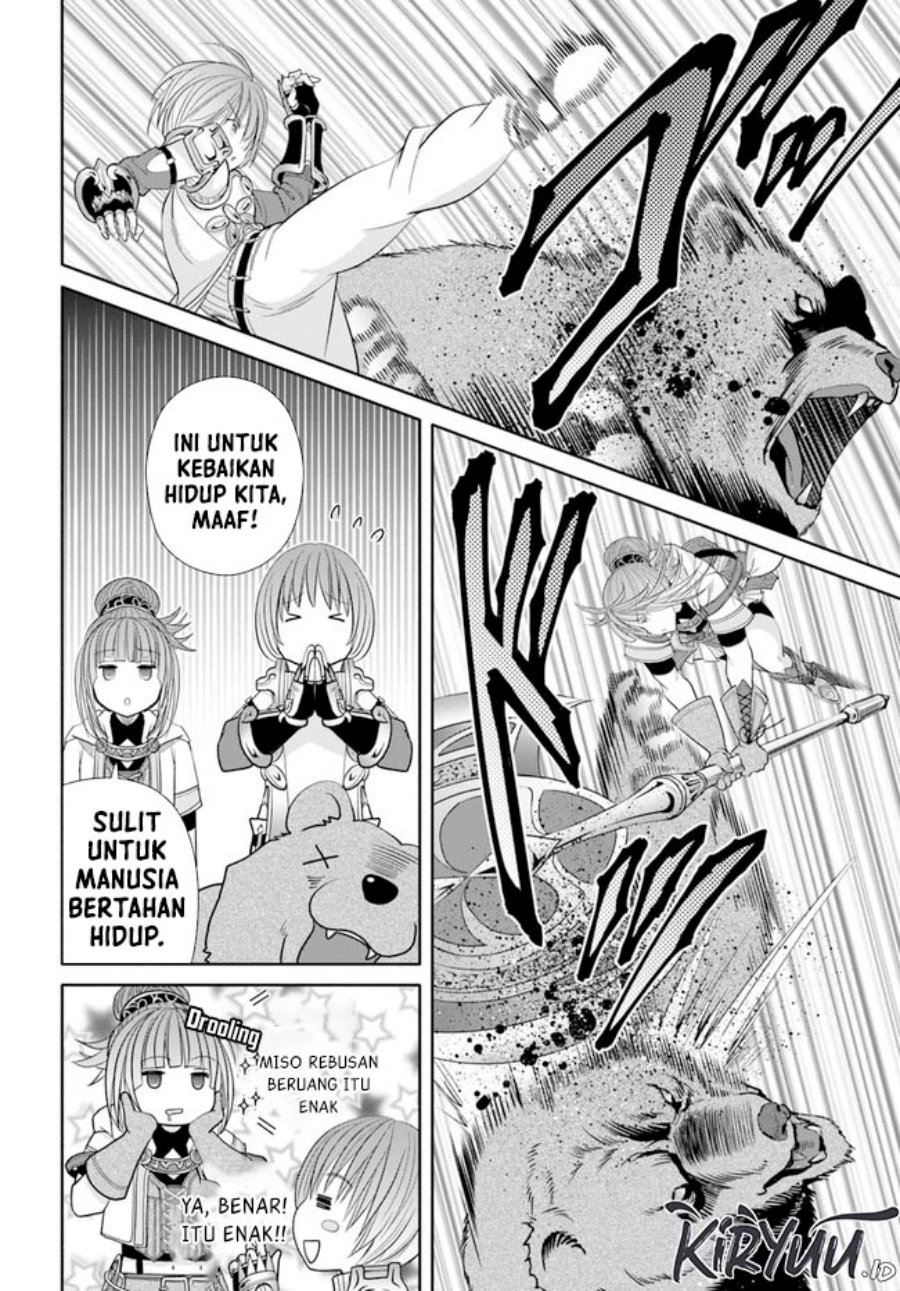 INI UNTUK
KEBAIKAN
HIDUP KITA,
MAAF!
SULIT
UNTUK
MANUSIA
BERTAHAN
HIDUP.
Drooling
MISO REBUSAN
BERUANG ITU
ENAK
YA, BENAR!
ITU ENAK!!
KIRYUU.ID